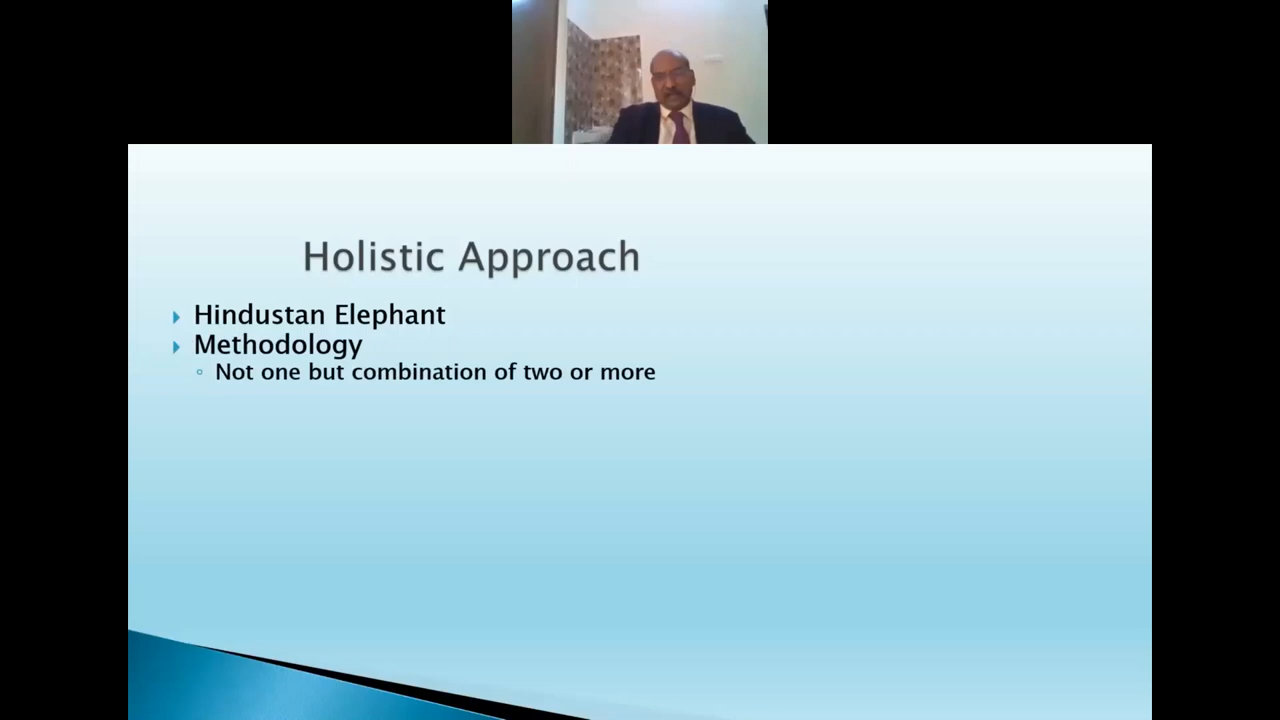 Holistic Approach
Hindustan Elephant
Methodology
Not one but combination of two or more